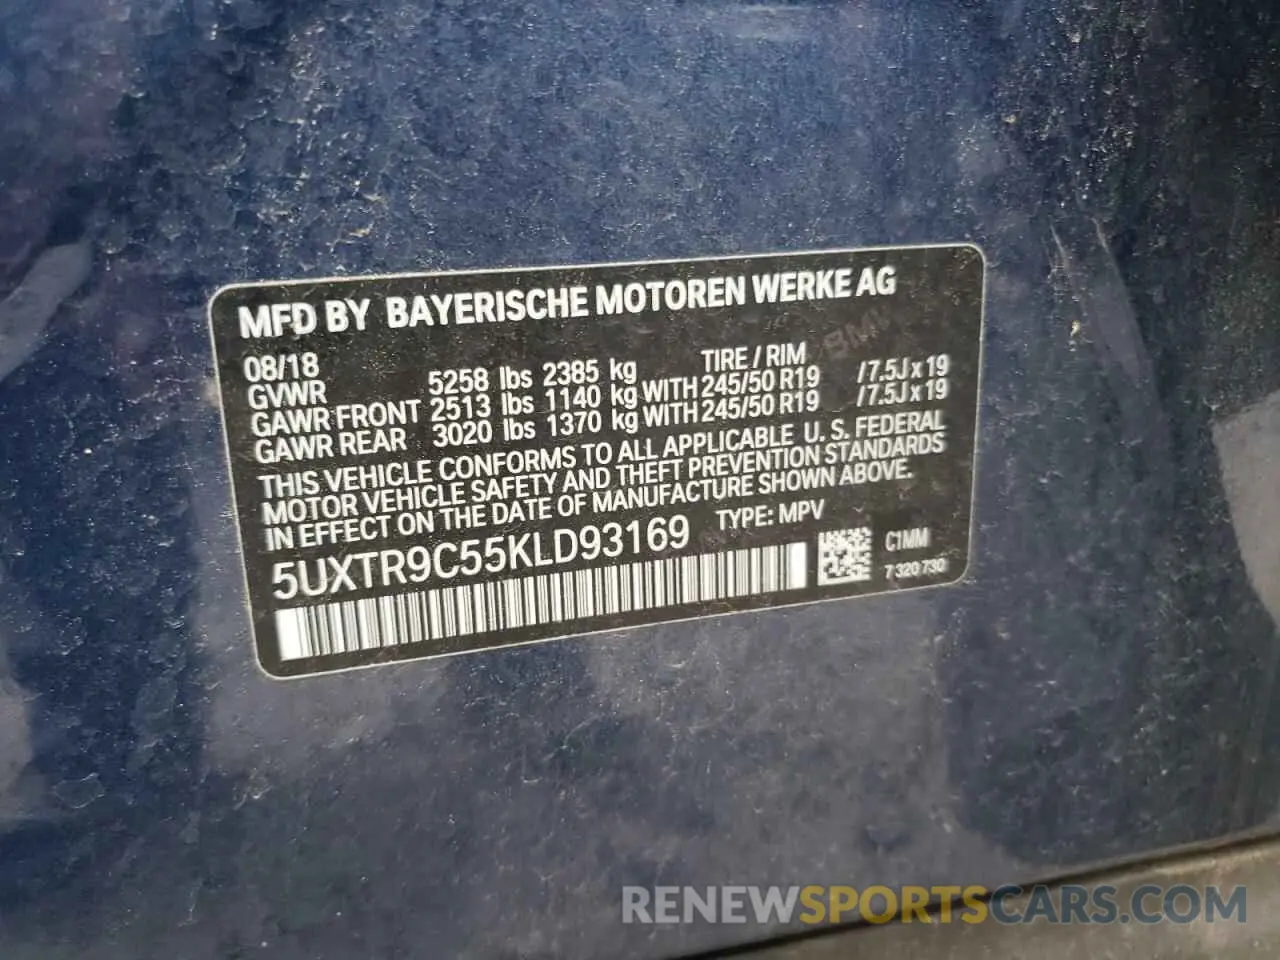 MFD BY BAYERISCHE MOTOREN WERKE AG
08/18 TIRE / RIM
GVWR 5258 lbs 2385 kg
GAWR FRONT 2513 lbs 1140 kg WITH 245/50 R19 / 7.5J x 19
GAWR REAR 3020 lbs 1370 kg WITH 245/50 R19 / 7.5J x 19
THIS VEHICLE CONFORMS TO ALL APPLICABLE U. S. FEDERAL
MOTOR VEHICLE SAFETY AND THEFT PREVENTION STANDARDS
IN EFFECT ON THE DATE OF MANUFACTURE SHOWN ABOVE.
5UXTR9C55KLD93169 TYPE: MPV
C1MM
7 320 730
RENEWSPORTSCARS.COM